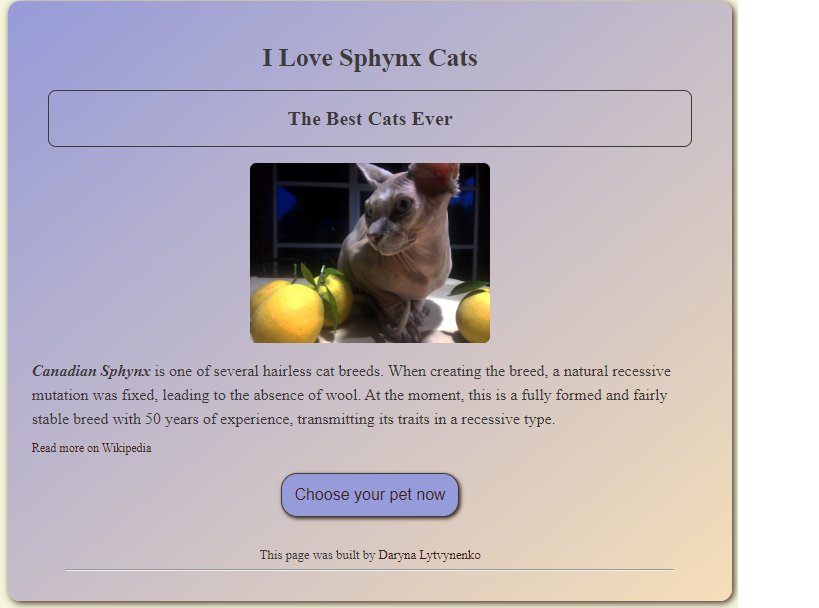 I Love Sphynx Cats
The Best Cats Ever
Canadian Sphynx is one of several hairless cat breeds. When creating the breed, a natural recessive
mutation was fixed, leading to the absence of wool. At the moment, this is a fully formed and fairly
stable breed with 50 years of experience, transmitting its traits in a recessive type.
Read more on Wikipedia
Choose your pet now
This page was built by Daryna Lytvynenko